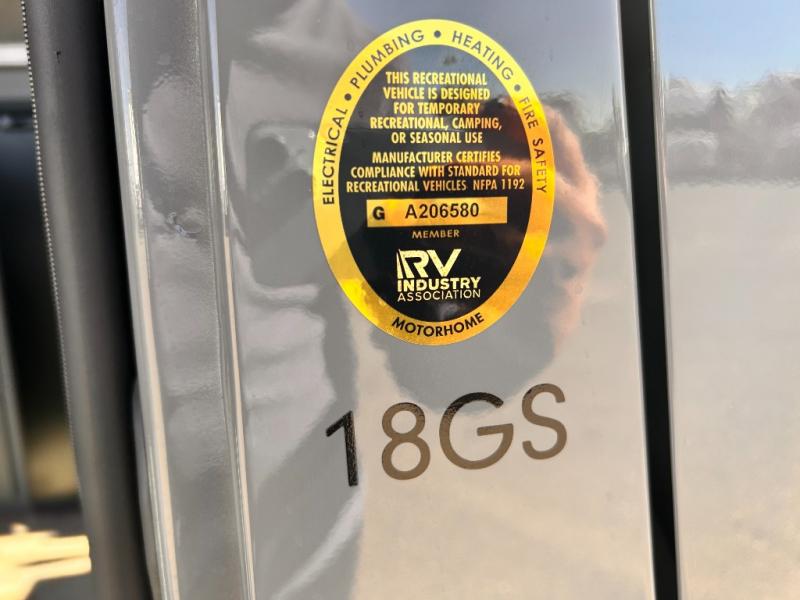 ELECTRICAL • PLUMBING • HEATING • FIRE SAFETY
THIS RECREATIONAL
VEHICLE IS DESIGNED
FOR TEMPORARY
RECREATIONAL, CAMPING,
OR SEASONAL USE
MANUFACTURER CERTIFIES
COMPLIANCE WITH STANDARD FOR
RECREATIONAL VEHICLES NFPA 1192
G A206580
MEMBER
RV
INDUSTRY
ASSOCIATION
MOTORHOME
18GS